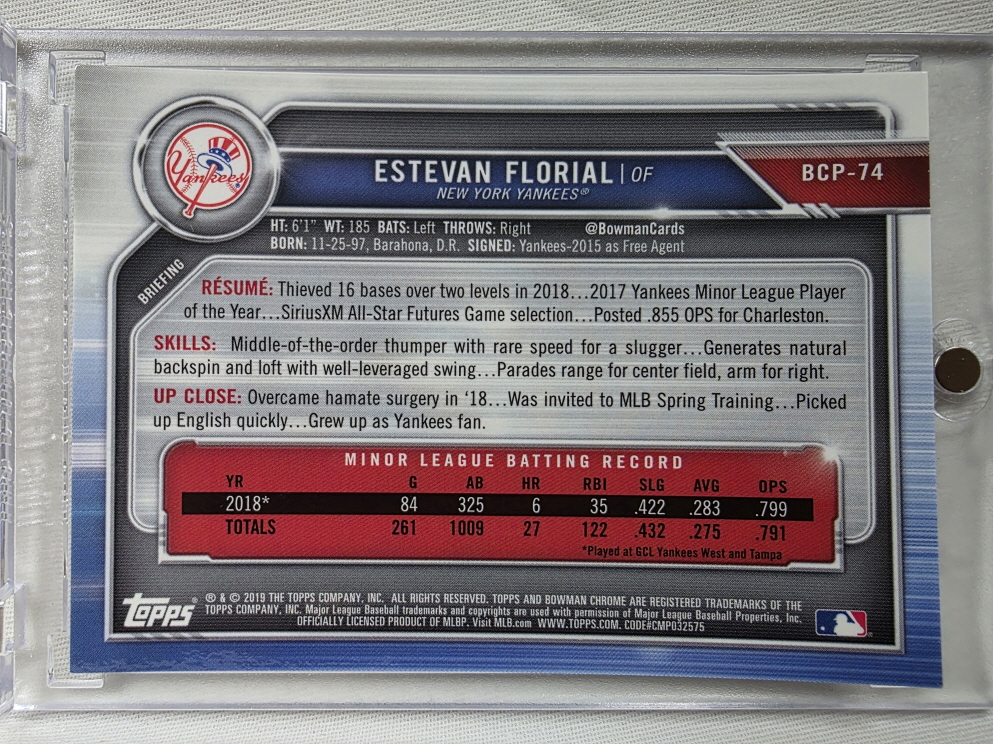 Yankees
ESTEVAN FLORIAL | OF
NEW YORK YANKEES®
BCP-74
HT: 6'1" WT: 185 BATS: Left THROWS: Right @BowmanCards
BORN: 11-25-97, Barahona, D.R. SIGNED: Yankees-2015 as Free Agent
BRIEFING
RÉSUMÉ: Thieved 16 bases over two levels in 2018...2017 Yankees Minor League Player
of the Year...SiriusXM All-Star Futures Game selection...Posted .855 OPS for Charleston.
SKILLS: Middle-of-the-order thumper with rare speed for a slugger...Generates natural
backspin and loft with well-leveraged swing...Parades range for center field, arm for right.
UP CLOSE: Overcame hamate surgery in '18...Was invited to MLB Spring Training...Picked
up English quickly...Grew up as Yankees fan.
MINOR LEAGUE BATTING RECORD
YR G AB HR RBI SLG AVG OPS
2018* 84 325 6 35 .422 .283 .799
TOTALS 261 1009 27 122 .432 .275 .791
*Played at GCL Yankees West and Tampa
Topps® ® & © 2019 THE TOPPS COMPANY, INC. ALL RIGHTS RESERVED. TOPPS AND BOWMAN CHROME ARE REGISTERED TRADEMARKS OF THE
TOPPS COMPANY, INC. Major League Baseball trademarks and copyrights are used with permission of Major League Baseball Properties, Inc.
OFFICIALLY LICENSED PRODUCT OF MLBP. Visit MLB.com WWW.TOPPS.COM. CODE#CMP032575